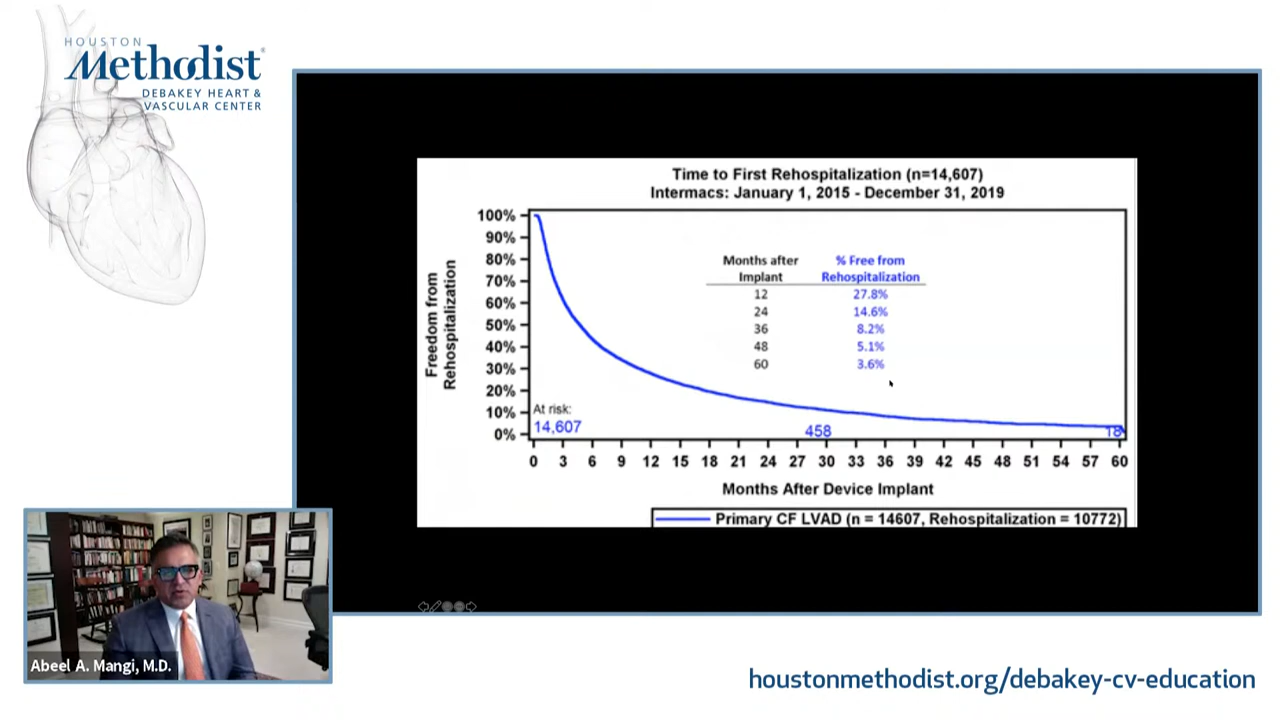 HOUSTON
Methodist®
DEBAKEY HEART &
VASCULAR CENTER
Time to First Rehospitalization (n=14,607)
Intermacs: January 1, 2015 - December 31, 2019
Freedom from
Rehospitalization
100%
90%
80%
70%
60%
50%
40%
30%
20%
10%
0%
Months after Implant % Free from Rehospitalization
12 27.8%
24 14.6%
36 8.2%
48 5.1%
60 3.6%
At risk:
14,607 458 18
0 3 6 9 12 15 18 21 24 27 30 33 36 39 42 45 48 51 54 57 60
Months After Device Implant
Primary CF LVAD (n = 14607, Rehospitalization = 10772)
Abeel A. Mangi, M.D.
houstonmethodist.org/debakey-cv-education